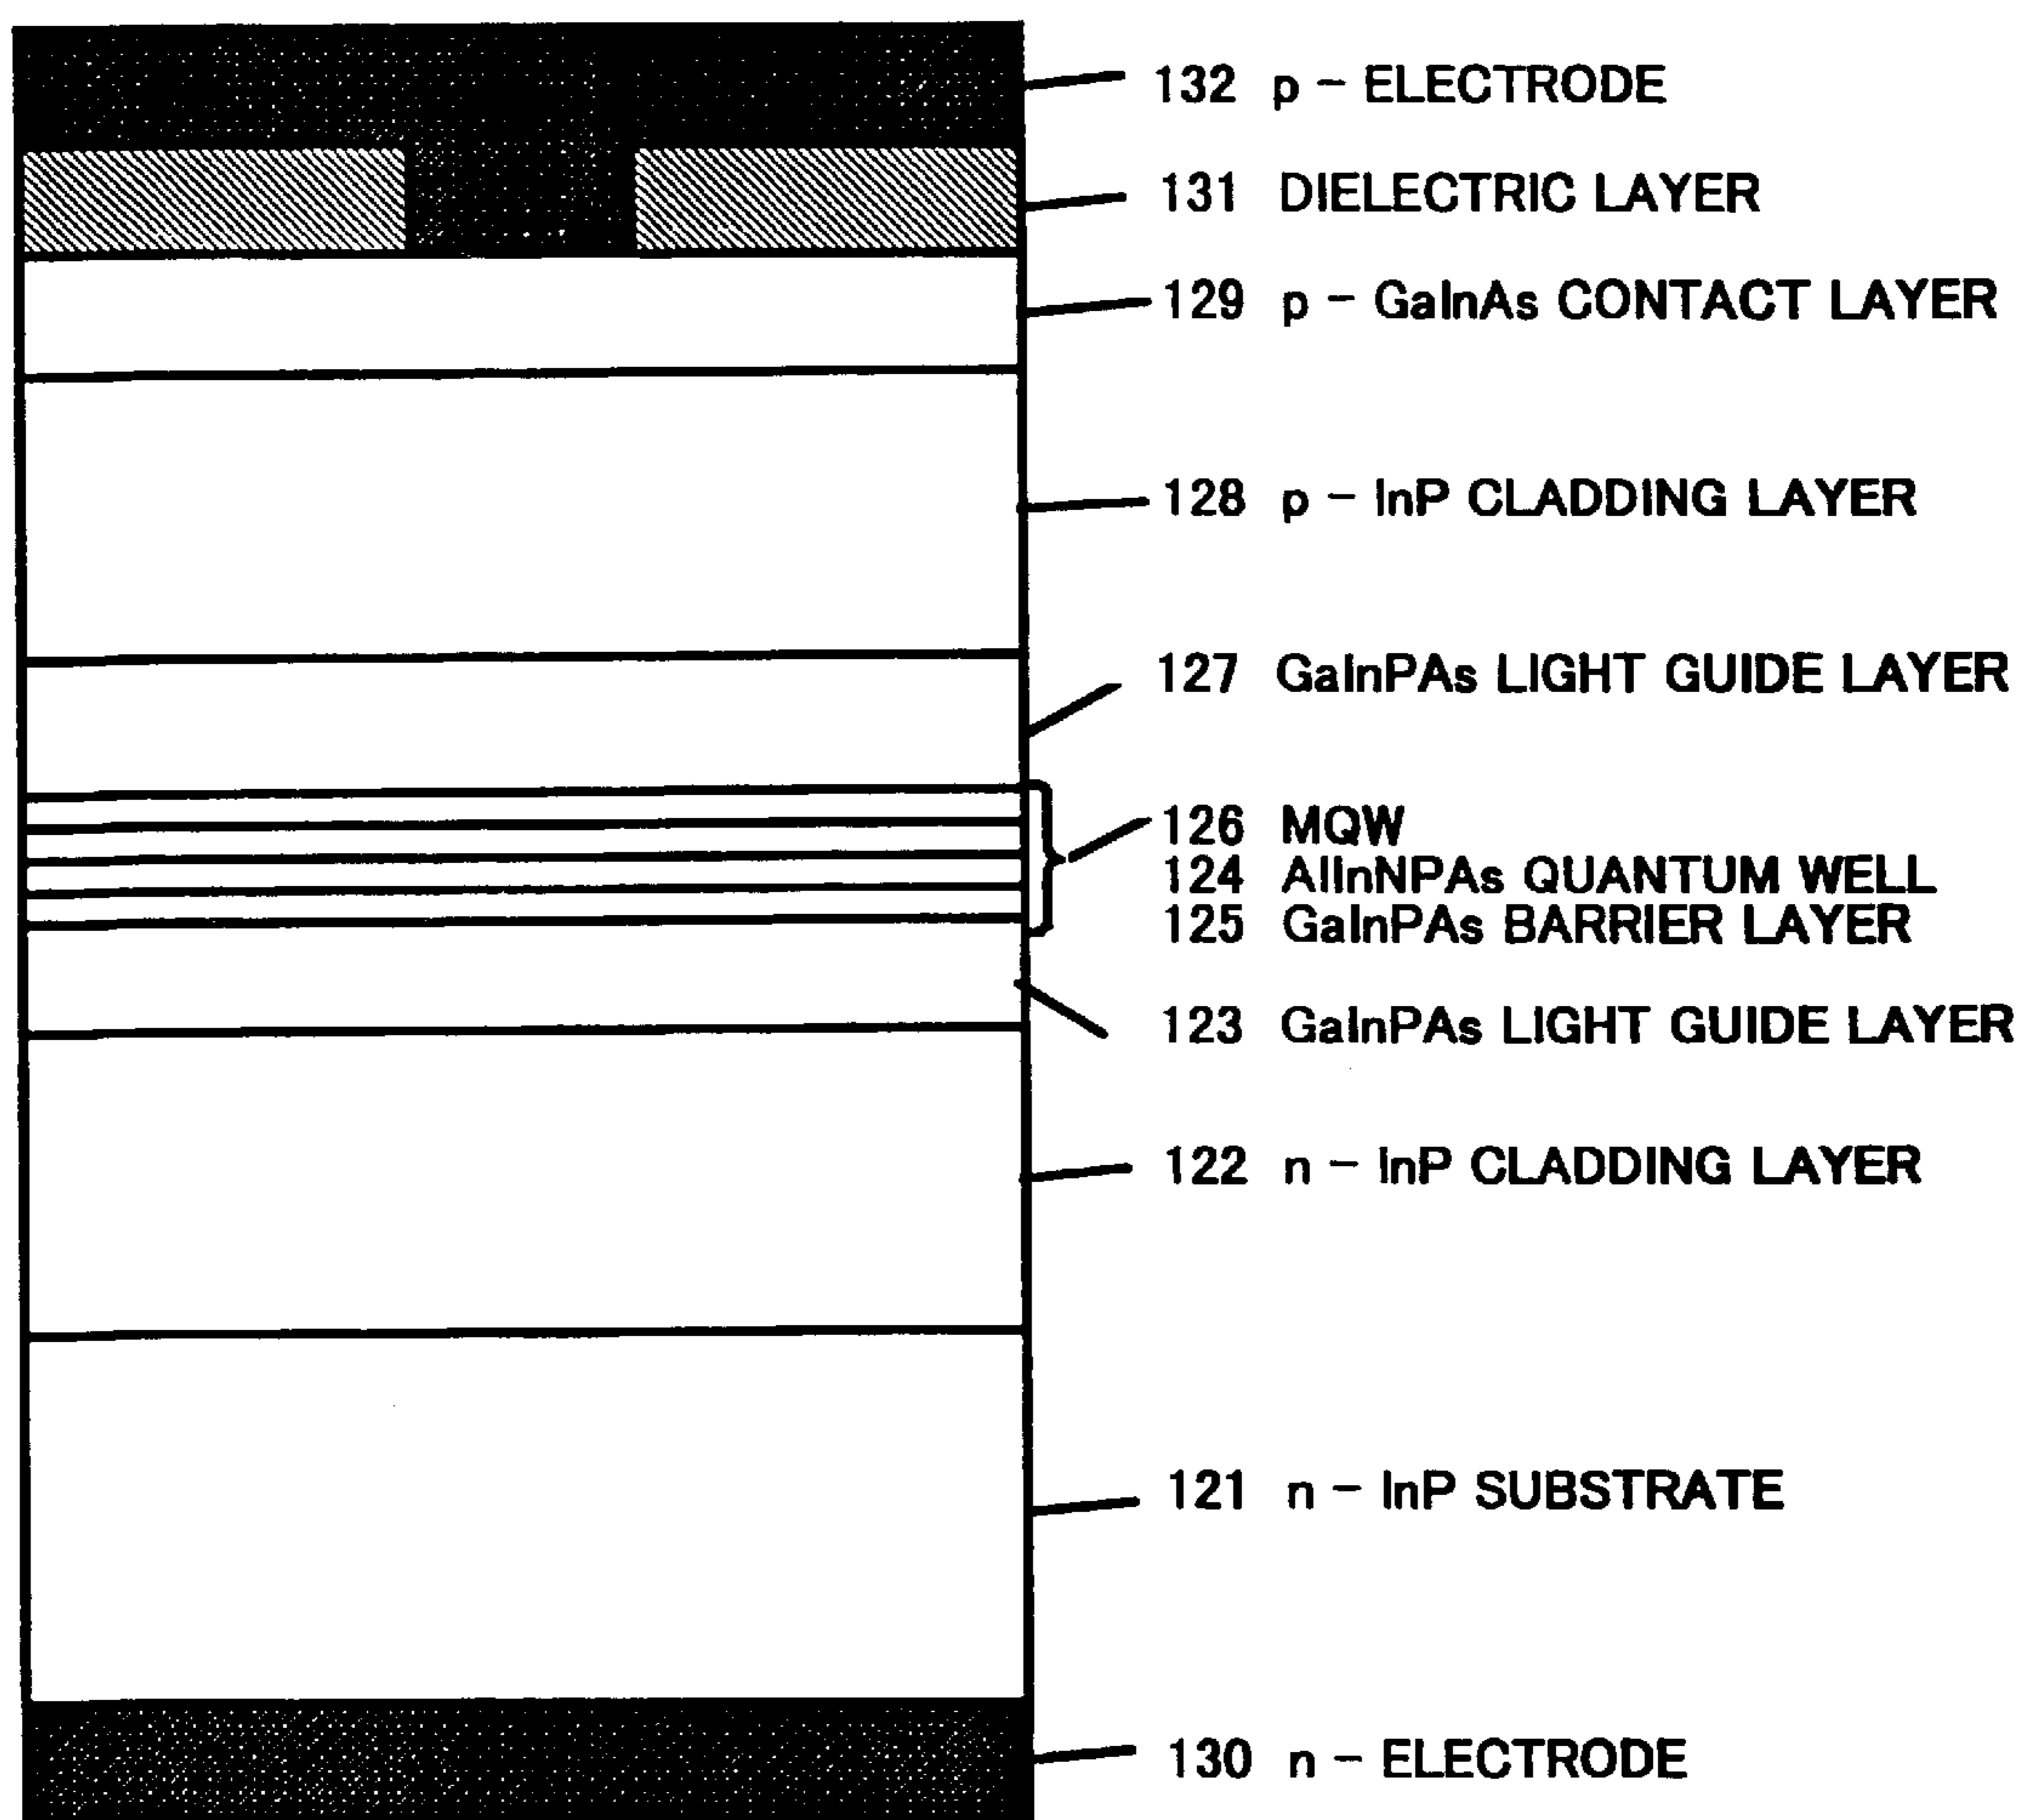 132 p - ELECTRODE
131 DIELECTRIC LAYER
129 p - GaInAs CONTACT LAYER
128 p - InP CLADDING LAYER
127 GaInPAs LIGHT GUIDE LAYER
126 MQW
124 AlInNPAs QUANTUM WELL
125 GaInPAs BARRIER LAYER
123 GaInPAs LIGHT GUIDE LAYER
122 n - InP CLADDING LAYER
121 n - InP SUBSTRATE
130 n - ELECTRODE